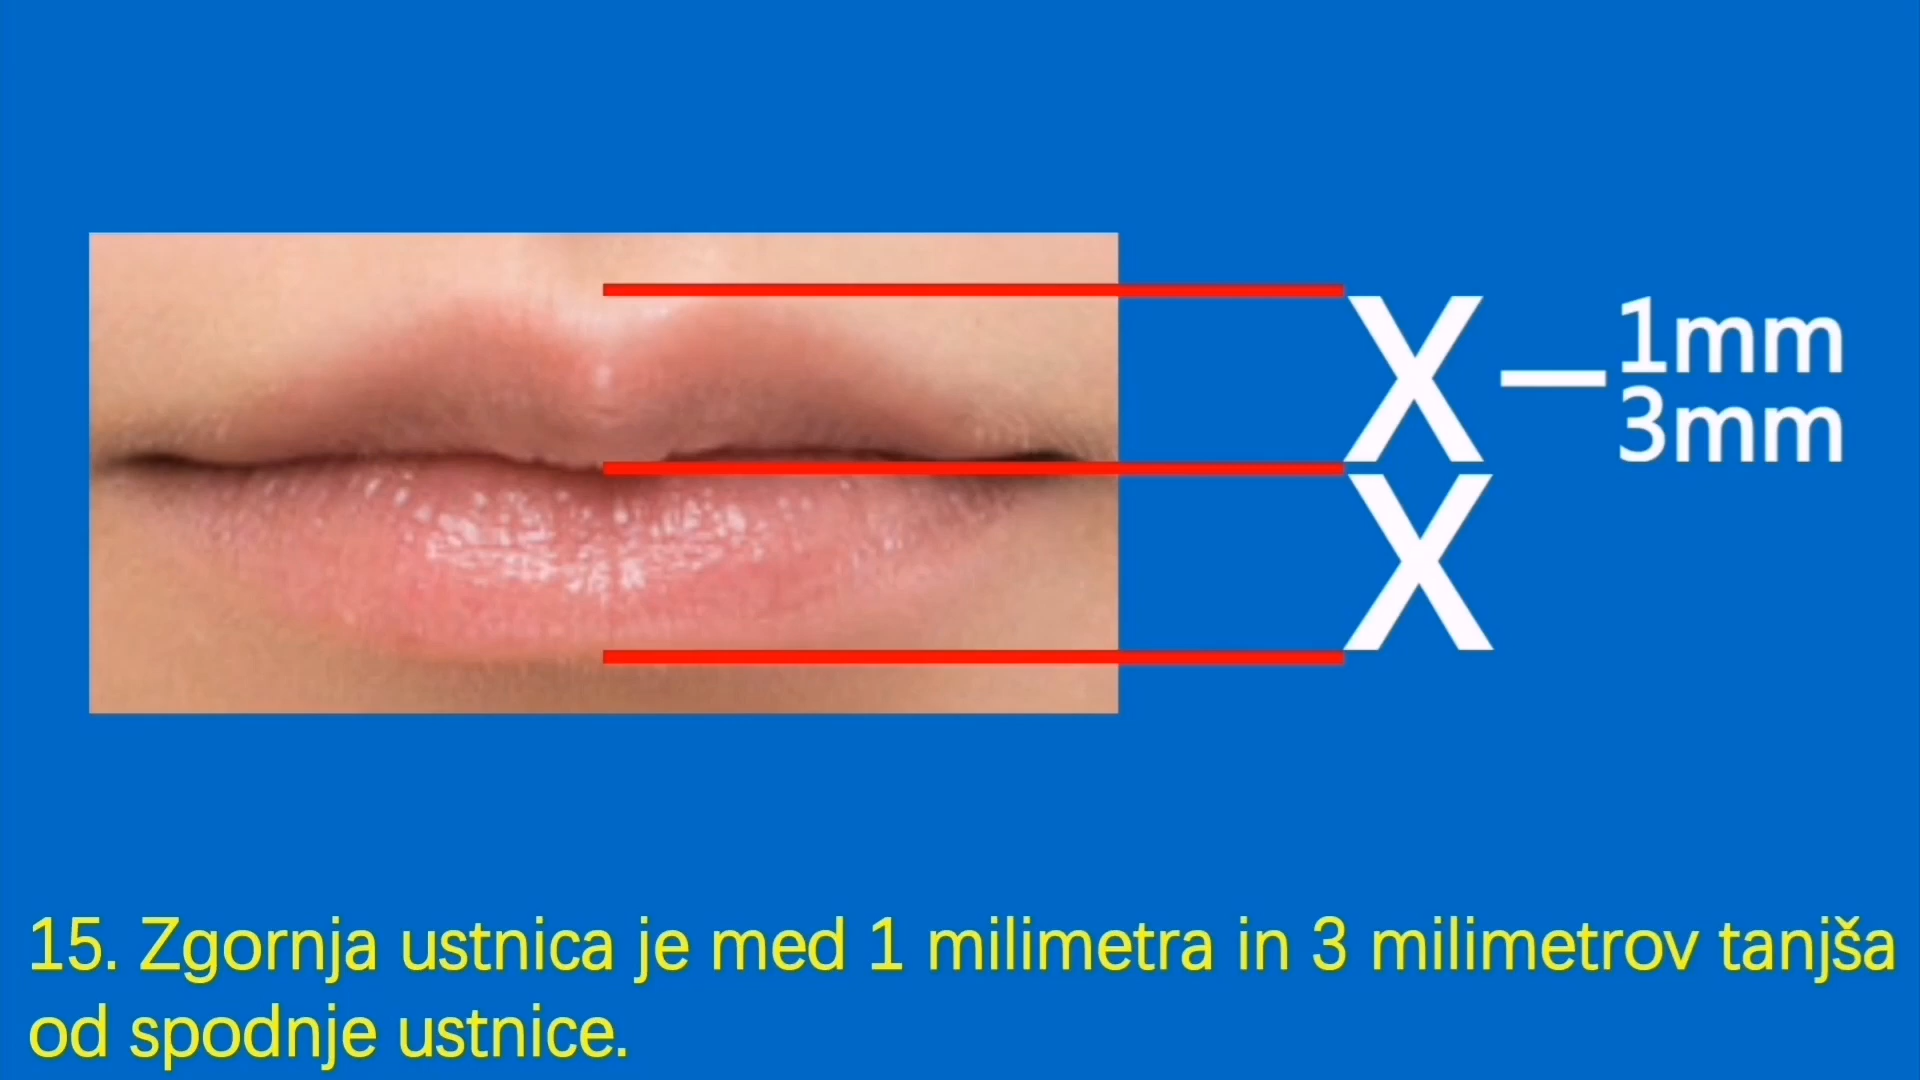 X — 1mm
3mm
X
15. Zgornja ustnica je med 1 milimetra in 3 milimetrov tanjša
od spodnje ustnice.